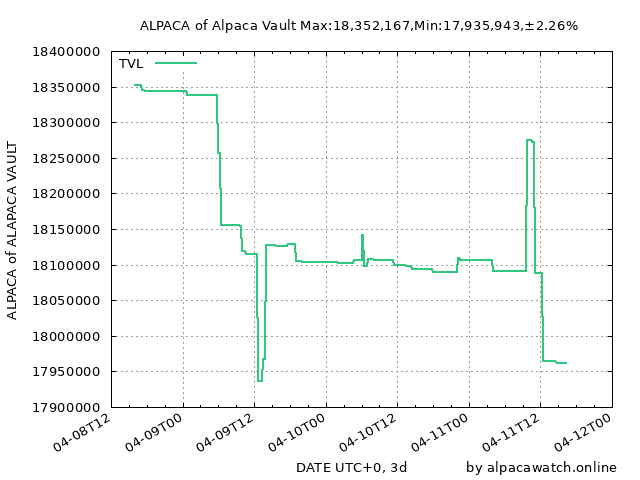 ALPACA of Alpaca Vault Max:18,352,167,Min:17,935,943,±2.26%
TVL
18400000
18350000
18300000
18250000
18200000
18150000
18100000
18050000
18000000
17950000
17900000
ALPACA of ALAPACA VAULT
04-08T12
04-09T00
04-09T12
04-10T00
04-10T12
04-11T00
04-11T12
04-12T00
DATE UTC+0, 3d
by alpacawatch.online